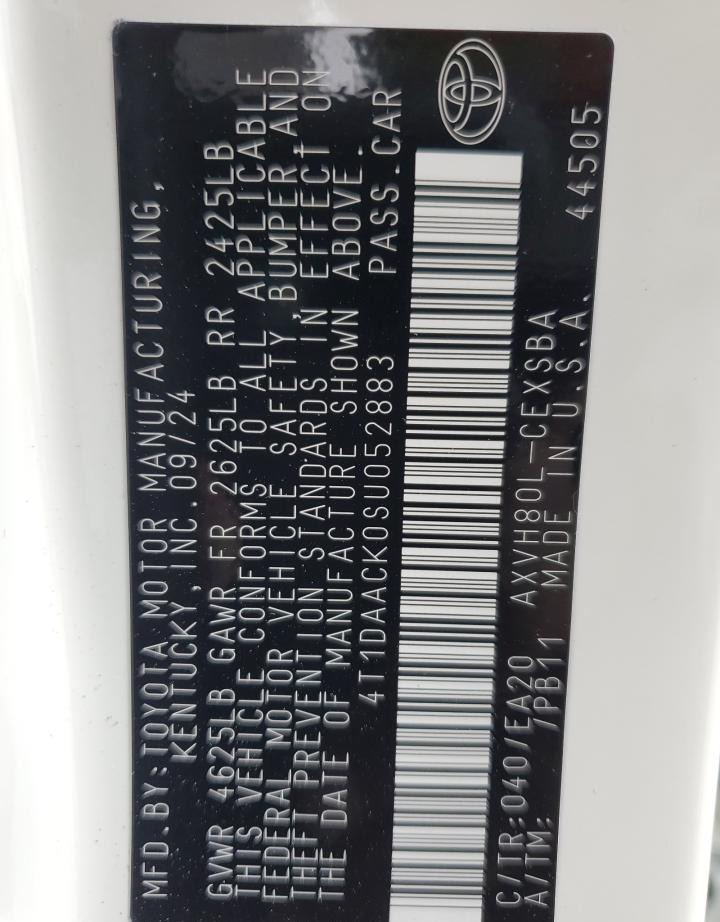 MFD.BY:TOYOTA MOTOR MANUFACTURING,
KENTUCKY, INC.09/24
GVWR 4625LB GAWR FR 2625LB RR 2425LB
THIS VEHICLE CONFORMS TO ALL APPLICABLE
FEDERAL MOTOR VEHICLE SAFETY,BUMPER AND
THEFT PREVENTION STANDARDS IN EFFECT ON
THE DATE OF MANUFACTURE SHOWN ABOVE.
4T1DAACK0SU052883 PASS.CAR
C/TR:040/EA20 AXVH80L-CEXSBA
A/TM: /PB11 MADE IN U.S.A. 44505